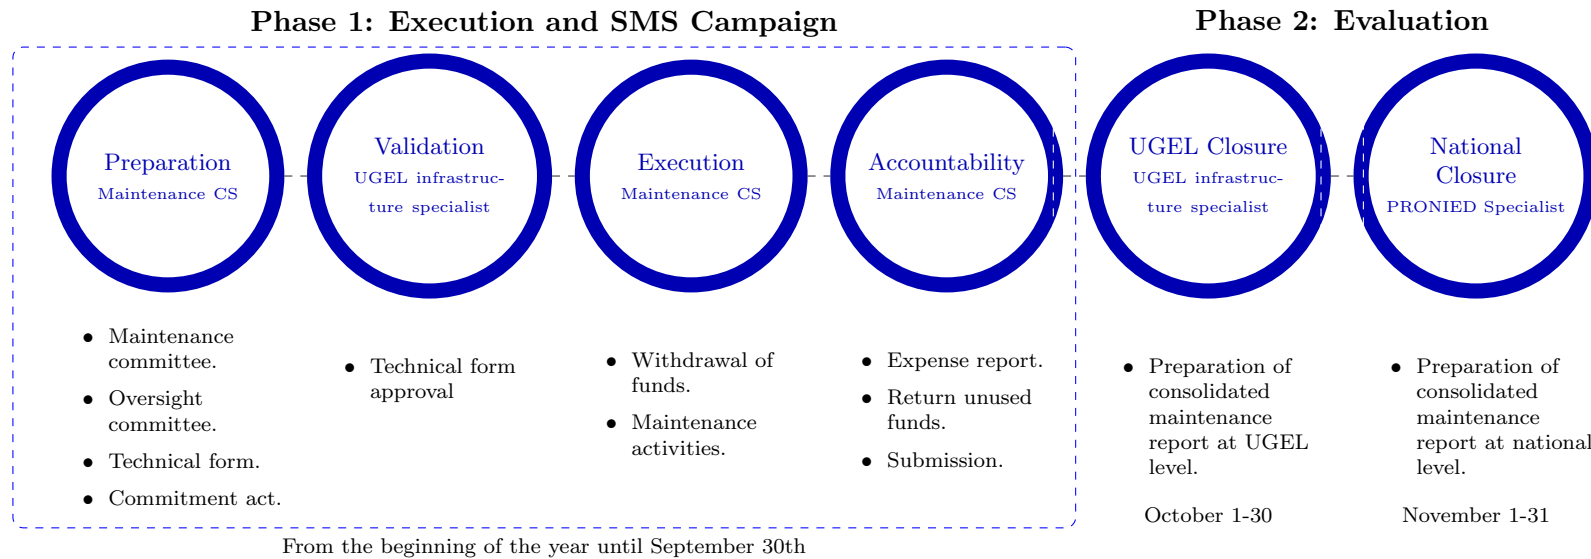 Phase 1: Execution and SMS Campaign
Phase 2: Evaluation
Preparation
Maintenance CS
Validation
UGEL infrastruc-
ture specialist
Execution
Maintenance CS
Accountability
Maintenance CS
UGEL Closure
UGEL infrastruc-
ture specialist
National
Closure
PRONIED Specialist
• Maintenance
committee.
• Oversight
committee.
• Technical form.
• Commitment act.
• Technical form
approval
• Withdrawal of
funds.
• Maintenance
activities.
• Expense report.
• Return unused
funds.
• Submission.
• Preparation of
consolidated
maintenance
report at UGEL
level.
October 1-30
• Preparation of
consolidated
maintenance
report at national
level.
November 1-31
From the beginning of the year until September 30th